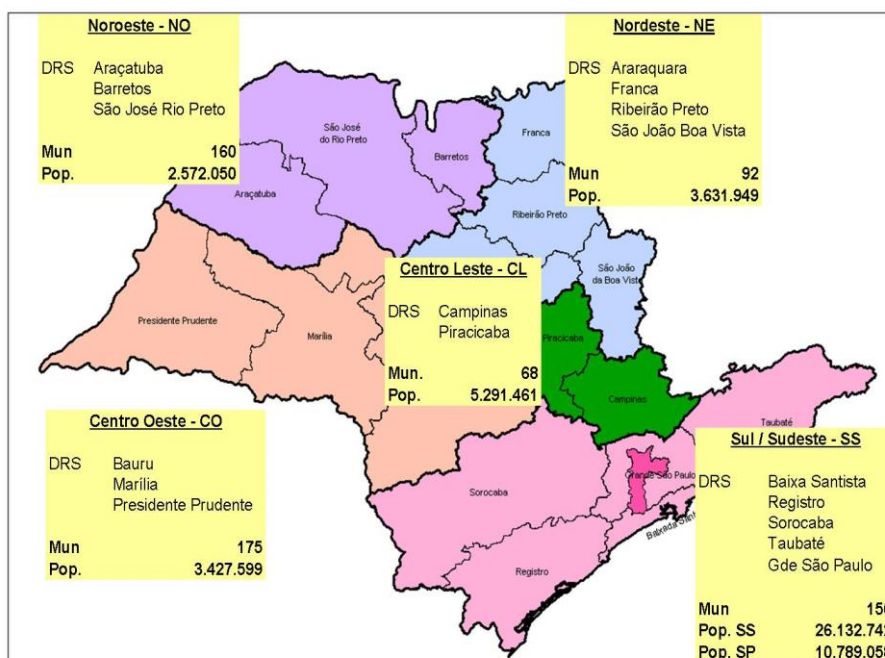 Noroeste - NO
DRS Araçatuba
Barretos
São José Rio Preto
Mun 160
Pop. 2.572.050
Nordeste - NE
DRS Araraquara
Franca
Ribeirão Preto
São João Boa Vista
Mun 92
Pop. 3.631.949
São José
do Rio Preto
Barretos
Franca
Araçatuba
Ribeirão Preto
São João
da Boa Vist
Centro Leste - CL
DRS Campinas
Piracicaba
Mun. 68
Pop. 5.291.461
Presidente Prudente
Marília
Piracicaba
Campinas
Taubaté
Centro Oeste - CO
DRS Bauru
Marília
Presidente Prudente
Mun 175
Pop. 3.427.599
Sorocaba
Grande São Paulo
Baixada Sant
Registro
Sul / Sudeste - SS
DRS Baixa Santista
Registro
Sorocaba
Taubaté
Gde São Paulo
Mun
Pop. SS
Pop. SP